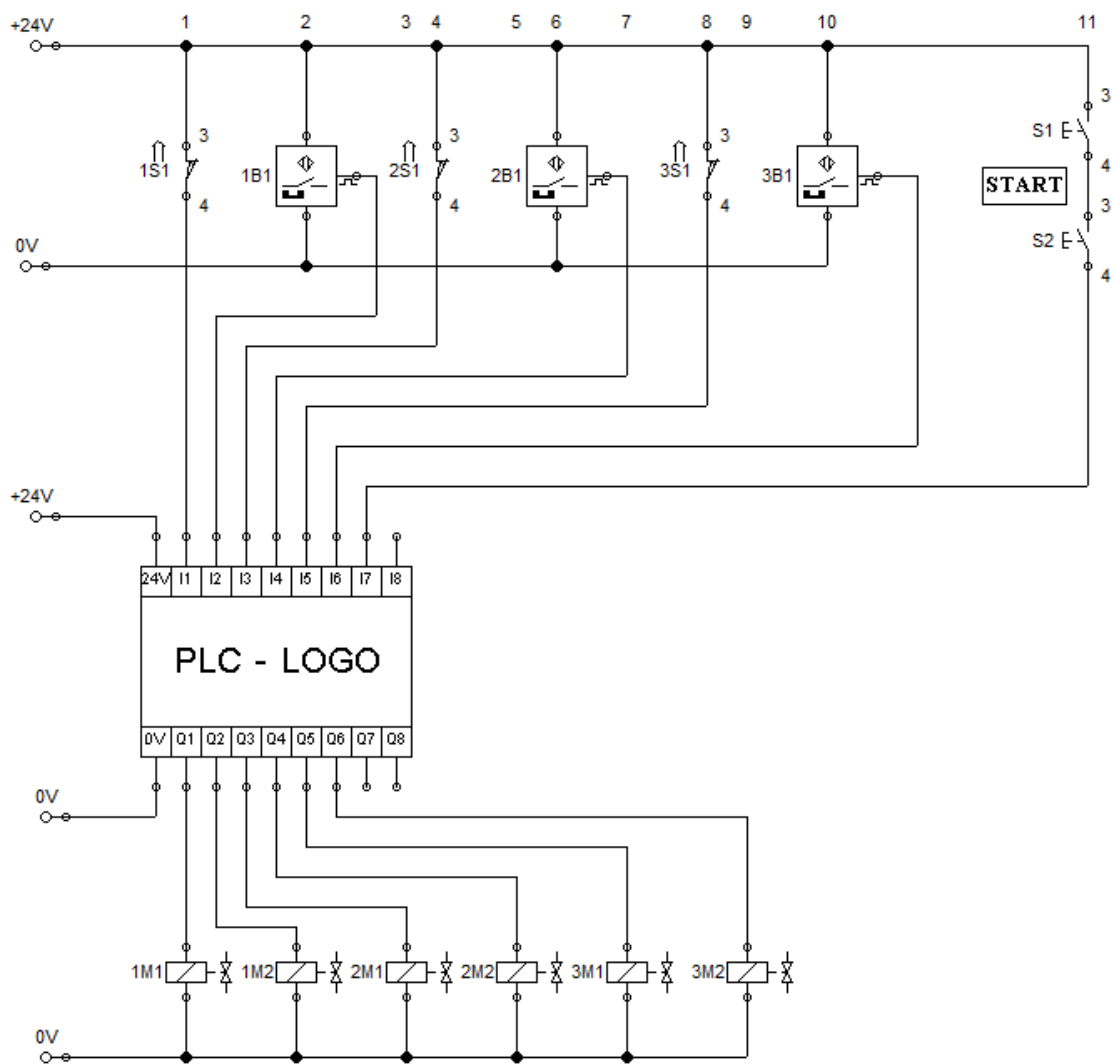 1 2 3 4 5 6 7 8 9 10 11
+24V
3 3 3 3
1S1 1B1 2S1 2B1 3S1 3B1 S1
4 4 4 4
START
3
0V S2
4
+24V
24V I1 I2 I3 I4 I5 I6 I7 I8
PLC - LOGO
0V Q1 Q2 Q3 Q4 Q5 Q6 Q7 Q8
0V
1M1 1M2 2M1 2M2 3M1 3M2
0V